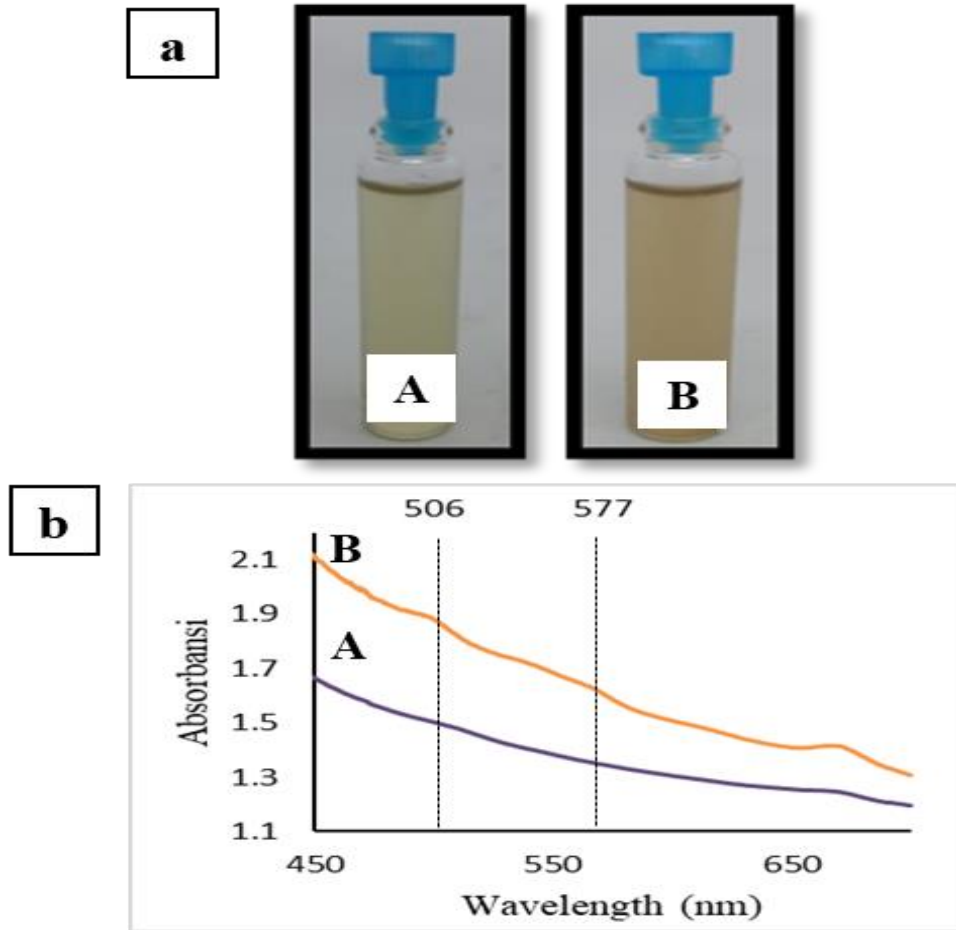 a
A
B
b
506 577
2.1
1.9
1.7
1.5
1.3
1.1
B
A
Absorbansi
450 550 650
Wavelength (nm)